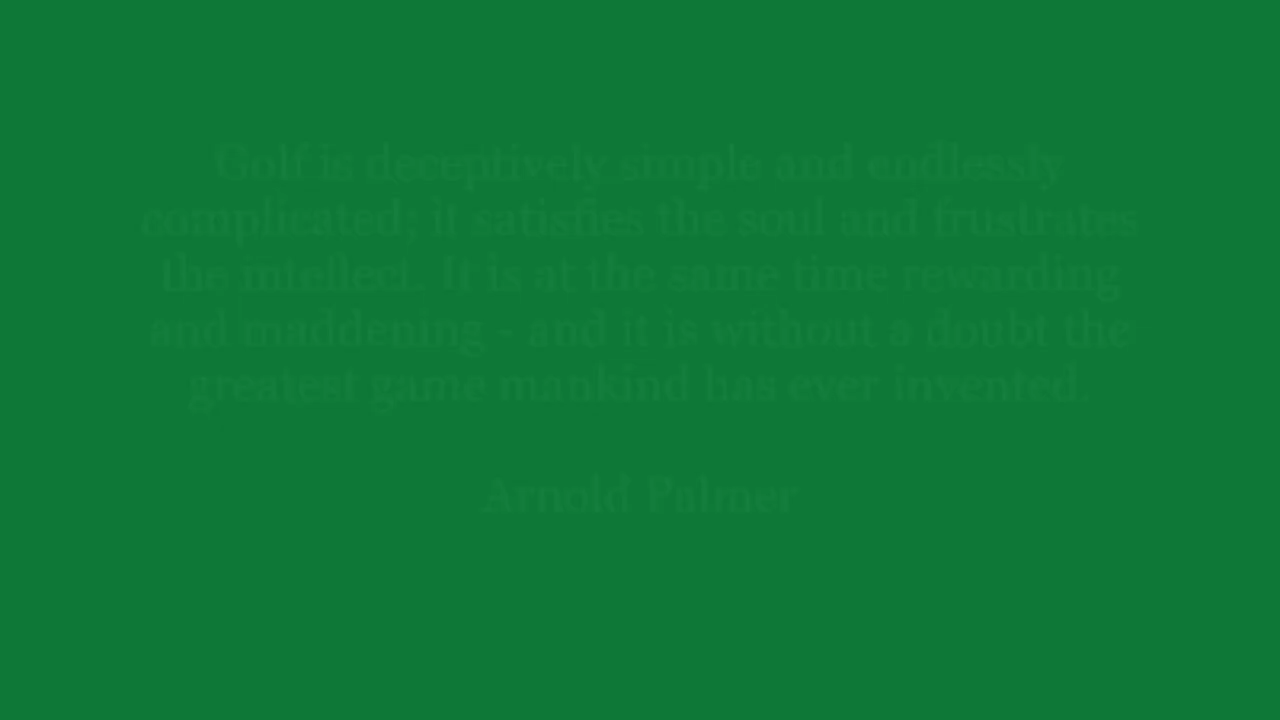 Golf is deceptively simple and endlessly
complicated; it satisfies the soul and frustrates
the intellect. It is at the same time rewarding
and maddening - and it is without a doubt the
greatest game mankind has ever invented.
Arnold Palmer